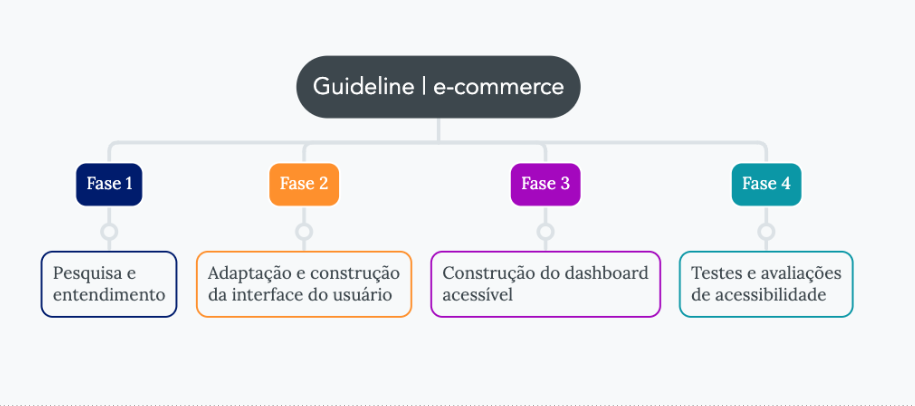 Guideline | e-commerce
Fase 1
Fase 2
Fase 3
Fase 4
Pesquisa e
entendimento
Adaptação e construção
da interface do usuário
Construção do dashboard
acessível
Testes e avaliações
de acessibilidade